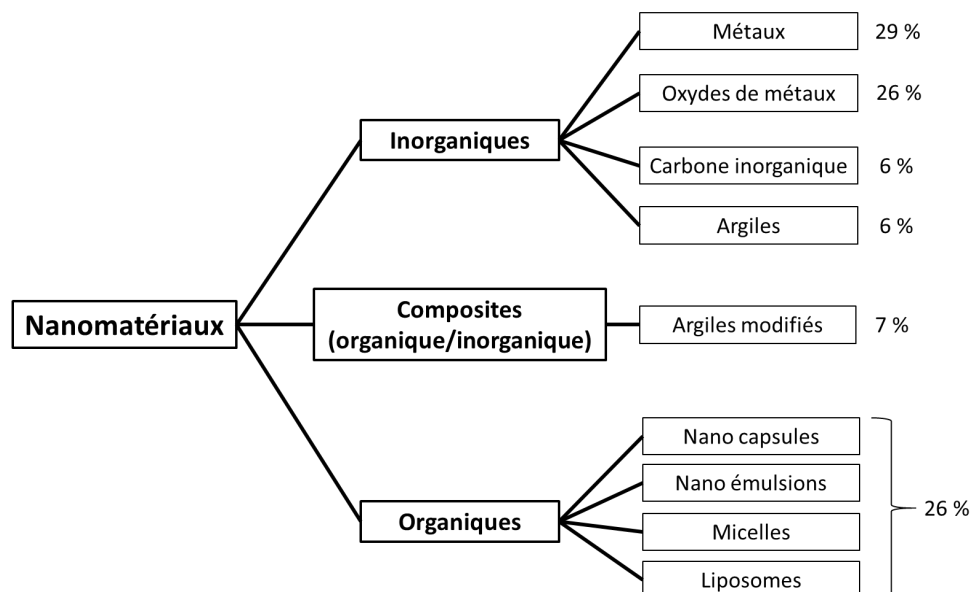 Métaux 29 %
Oxydes de métaux 26 %
Inorganiques
Carbone inorganique 6 %
Argiles 6 %
Nanomatériaux
Composites
(organique/inorganique)
Argiles modifiés 7 %
Nano capsules
Nano émulsions
26 %
Organiques
Micelles
Liposomes